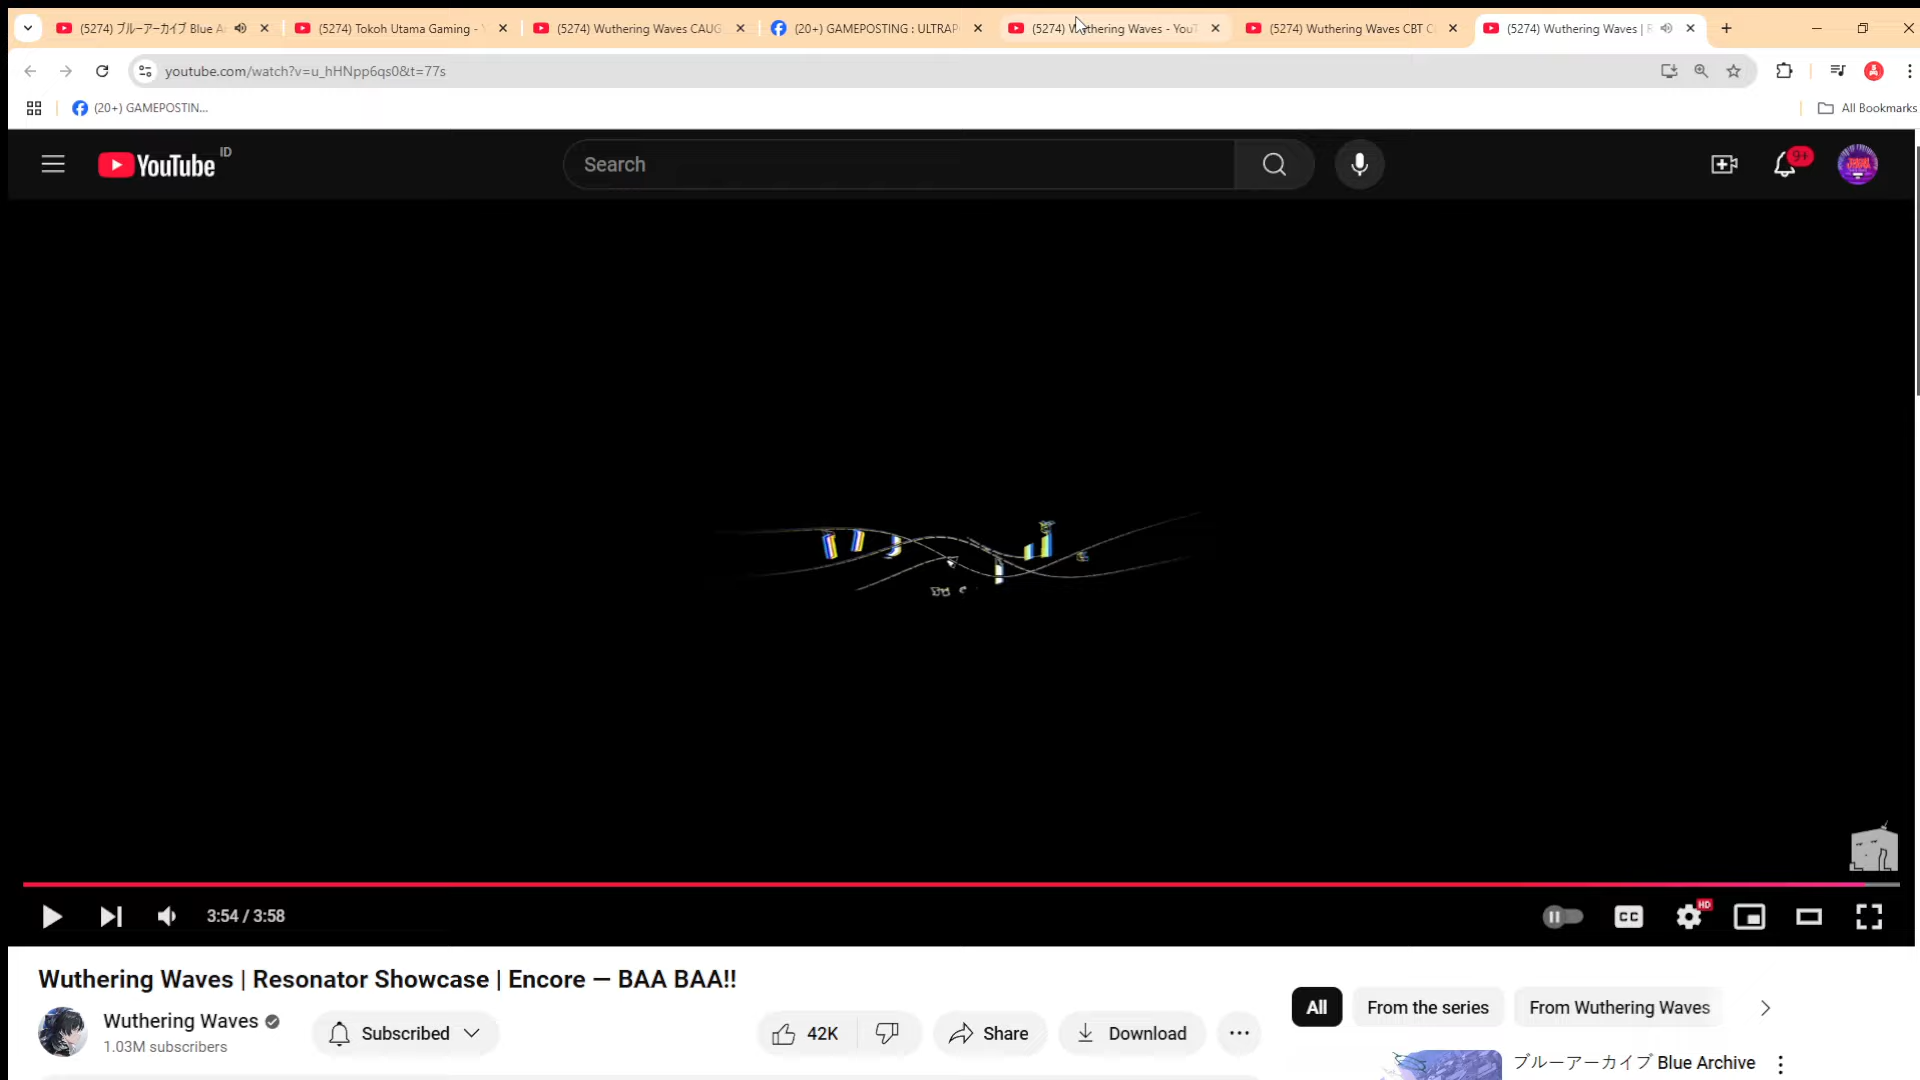 (5274) ブルーアーカイブ Blue A
(5274) Tokoh Utama Gaming -
(5274) Wuthering Waves CAUG
(20+) GAMEPOSTING : ULTRAP
(5274) Wuthering Waves - YouT
(5274) Wuthering Waves CBT C
(5274) Wuthering Waves |
youtube.com/watch?v=u_hHNpp6qs0&t=77s
(20+) GAMEPOSTIN...
All Bookmarks
YouTube ID
Search
9+
3:54 / 3:58
CC
HD
Wuthering Waves | Resonator Showcase | Encore — BAA BAA!!
Wuthering Waves
1.03M subscribers
Subscribed
42K
Share
Download
All
From the series
From Wuthering Waves
ブルーアーカイブ Blue Archive